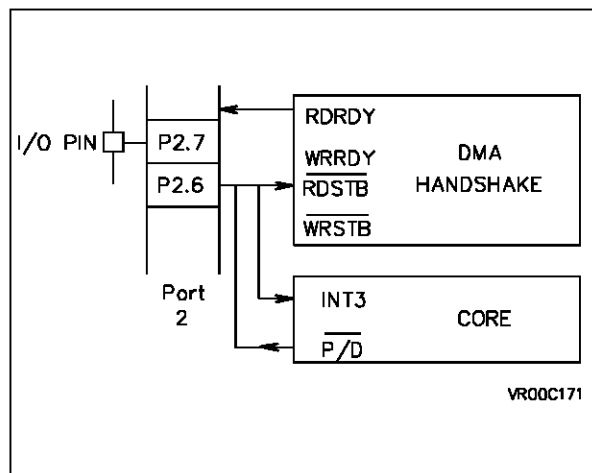 RDRDY
I/O PIN
P2.7
WRRDY
DMA
P2.6
RDSTB
HANDSHAKE
WRSTB
Port
2
INT3
CORE
P/D
VR00C171